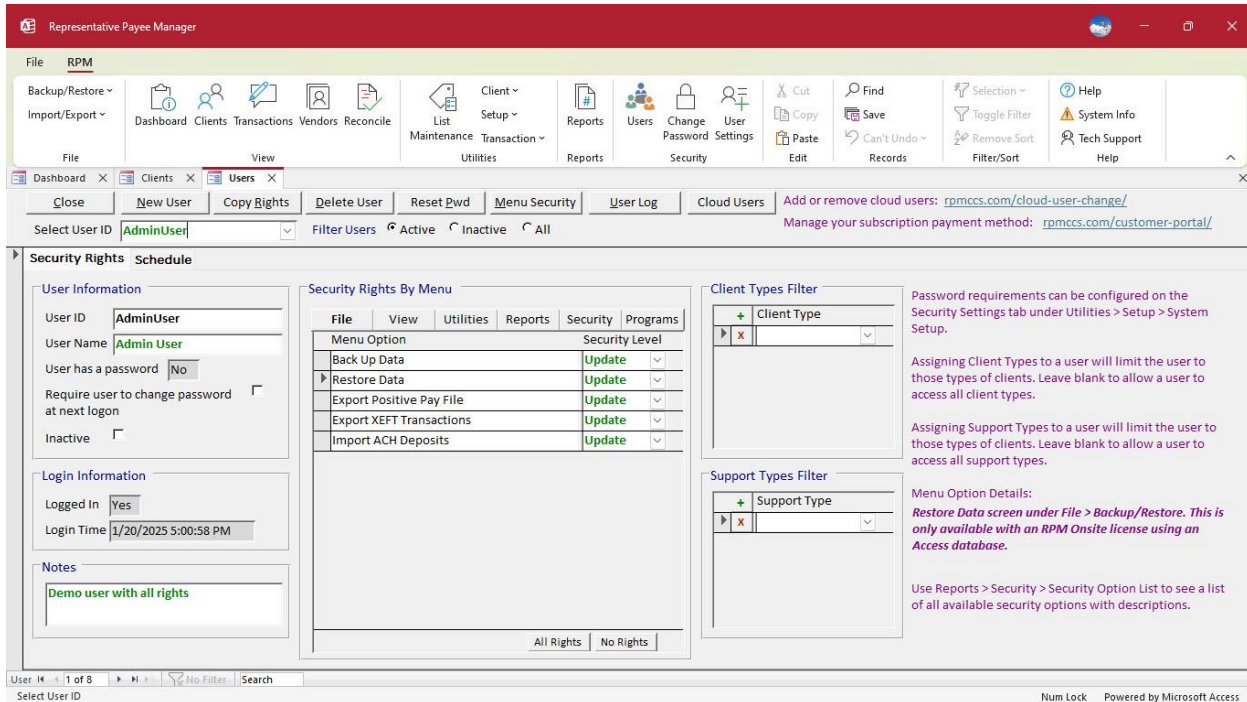 Representative Payee Manager
File RPM
Backup/Restore
Import/Export
Dashboard Clients Transactions Vendors Reconcile
List Maintenance
Client
Setup
Transaction
Reports
Users Change Password User Settings
Cut
Copy
Paste
Find
Save
Can't Undo
Selection
Toggle Filter
Remove Sort
Help
System Info
Tech Support
File View Utilities Reports Security Edit Records Filter/Sort Help
Dashboard X Clients X Users X
Close New User Copy Rights Delete User Reset Pwd Menu Security User Log Cloud Users
Add or remove cloud users: rpmccs.com/cloud-user-change/
Manage your subscription payment method: rpmccs.com/customer-portal/
Select User ID AdminUser Filter Users Active Inactive All
Security Rights Schedule
User Information
User ID AdminUser
User Name Admin User
User has a password No
Require user to change password
at next logon
Inactive
Login Information
Logged In Yes
Login Time 1/20/2025 5:00:58 PM
Notes
Demo user with all rights
Security Rights By Menu
File View Utilities Reports Security Programs
Menu Option Security Level
Back Up Data Update
Restore Data Update
Export Positive Pay File Update
Export XEFT Transactions Update
Import ACH Deposits Update
All Rights No Rights
Client Types Filter
+ Client Type
x
Support Types Filter
+ Support Type
x
Password requirements can be configured on the
Security Settings tab under Utilities > Setup > System
Setup.
Assigning Client Types to a user will limit the user to
those types of clients. Leave blank to allow a user to
access all client types.
Assigning Support Types to a user will limit the user to
those types of clients. Leave blank to allow a user to
access all support types.
Menu Option Details:
Restore Data screen under File > Backup/Restore. This is
only available with an RPM Onsite license using an
Access database.
Use Reports > Security > Security Option List to see a list
of all available security options with descriptions.
User 1 of 8 No Filter Search
Select User ID Num Lock Powered by Microsoft Access